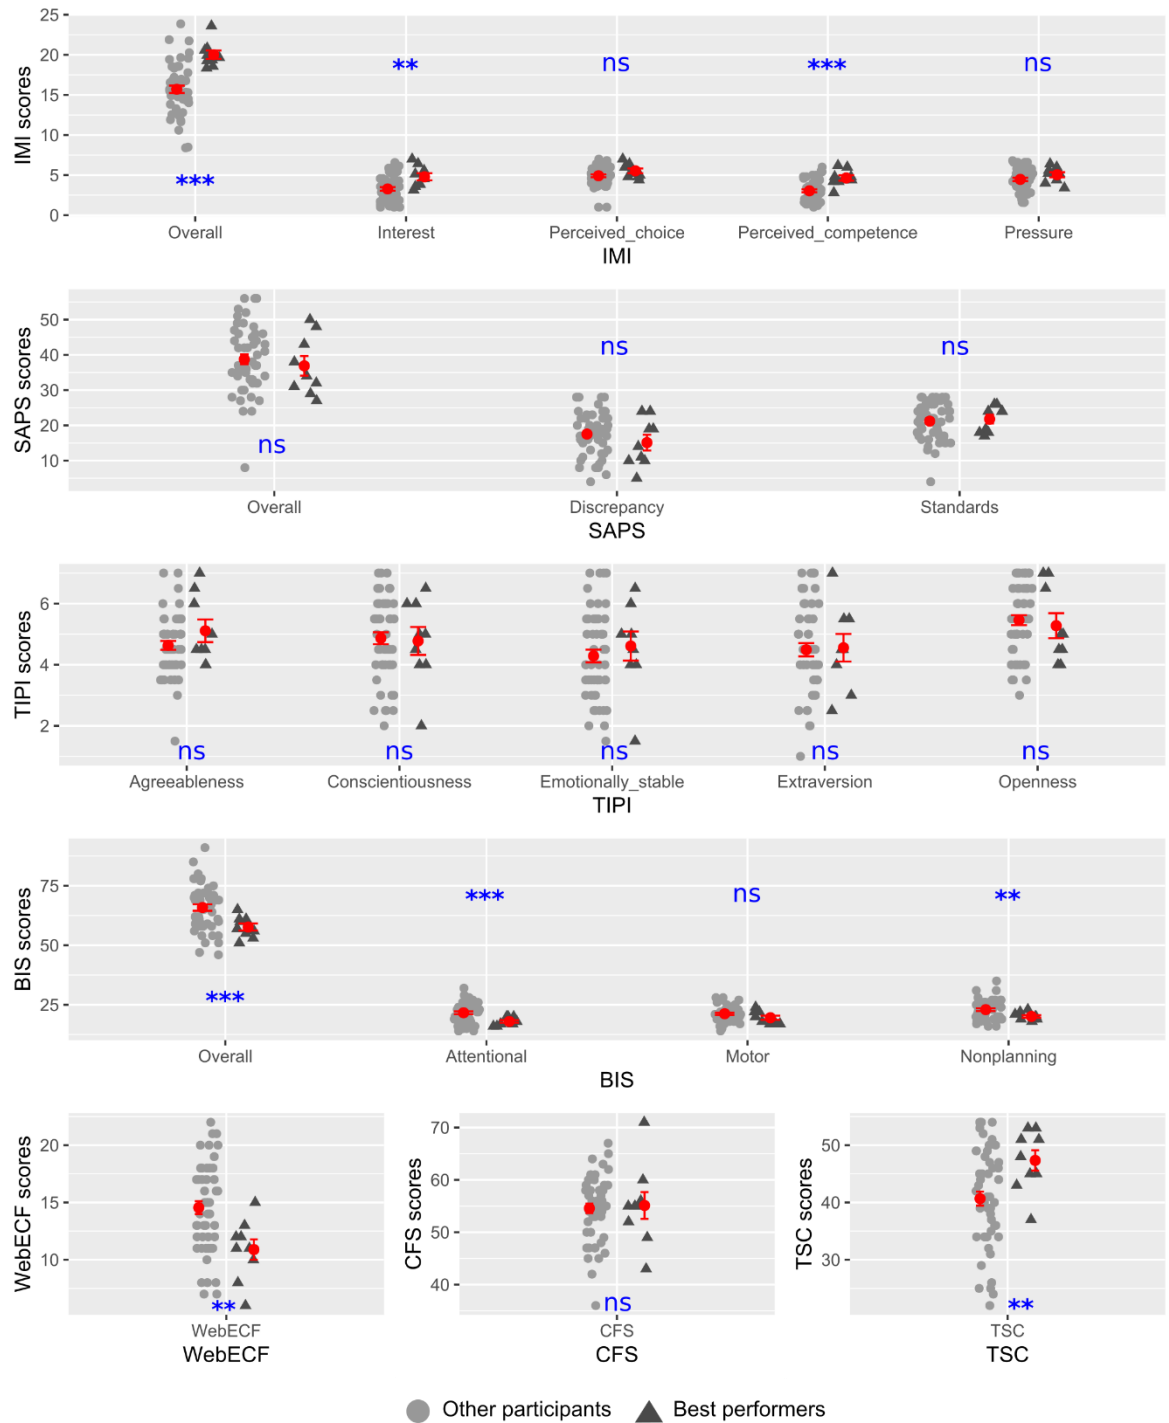 25
20
15
10
5
0
IMI scores
***
**
ns
***
ns
Overall Interest Perceived_choice Perceived_competence Pressure
IMI
50
40
30
20
10
SAPS scores
ns
ns
ns
Overall Discrepancy Standards
SAPS
6
4
2
TIPI scores
ns ns ns ns ns
Agreeableness Conscientiousness Emotionally_stable Extraversion Openness
TIPI
75
50
25
BIS scores
***
***
ns
**
Overall Attentional Motor Nonplanning
BIS
20
15
10
WebECF scores
**
WebECF
WebECF
70
60
50
40
CFS scores
ns
CFS
CFS
50
40
30
TSC scores
**
TSC
TSC
Other participants Best performers